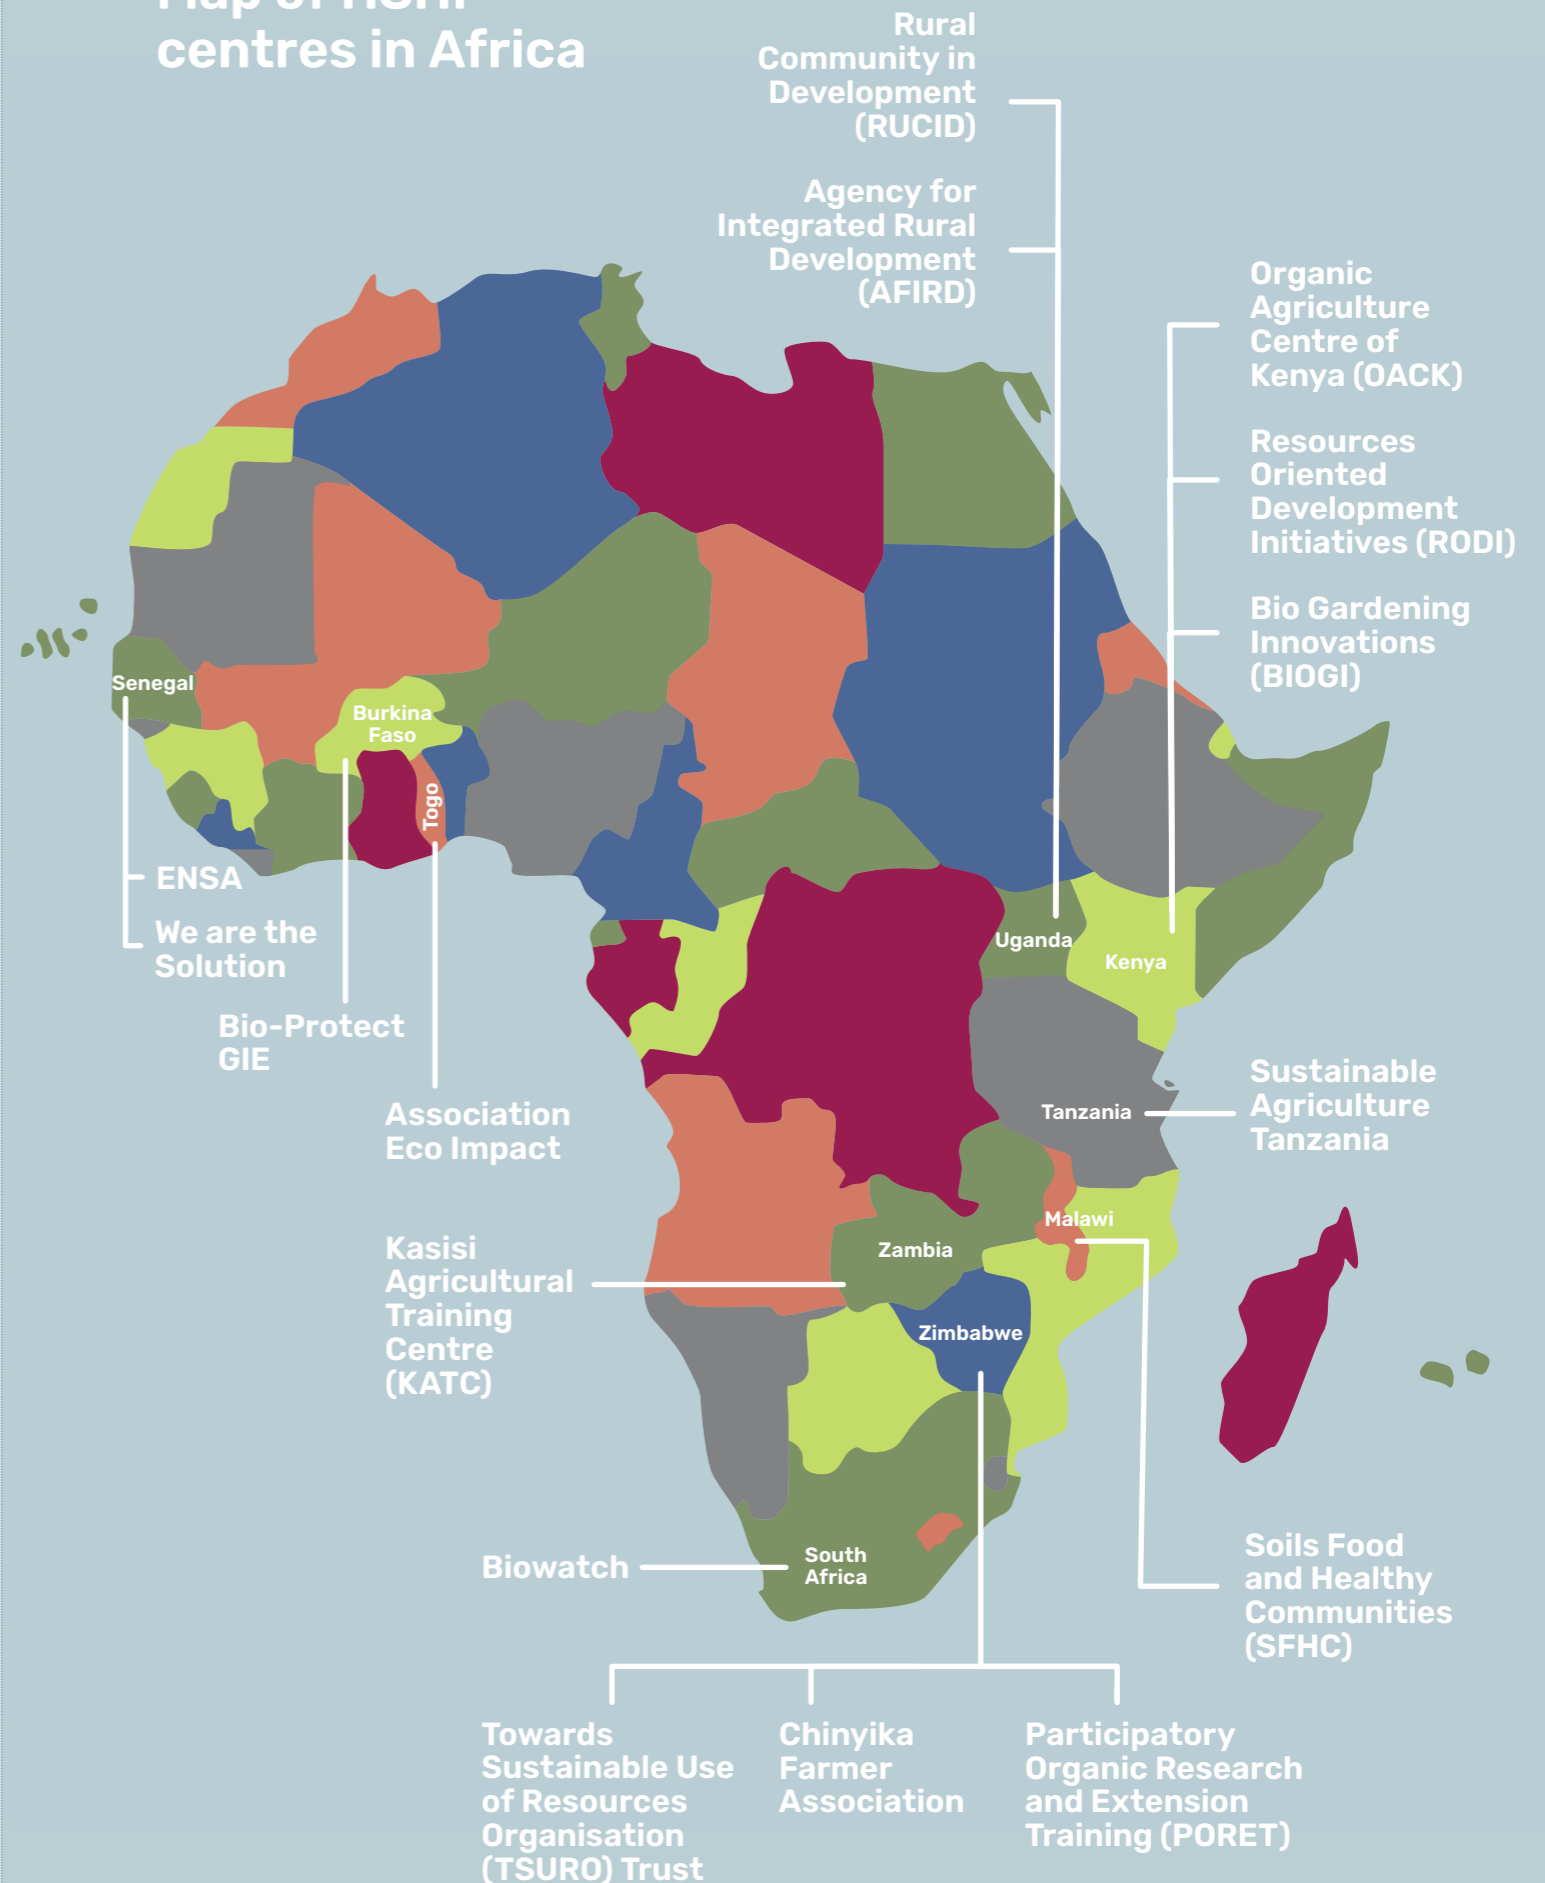 centres in Africa
Rural
Community in
Development
(RUCID)
Agency for
Integrated Rural
Development
(AFIRD)
Organic
Agriculture
Centre of
Kenya (OACK)
Resources
Oriented
Development
Initiatives (RODI)
Bio Gardening
Innovations
(BIOGI)
Senegal
Burkina
Faso
Togo
ENSA
We are the
Solution
Bio-Protect
GIE
Association
Eco Impact
Uganda
Kenya
Tanzania
Sustainable
Agriculture
Tanzania
Malawi
Zambia
Kasisi
Agricultural
Training
Centre
(KATC)
Zimbabwe
Biowatch
South
Africa
Soils Food
and Healthy
Communities
(SFHC)
Towards
Sustainable Use
of Resources
Organisation
(TSURO) Trust
Chinyika
Farmer
Association
Participatory
Organic Research
and Extension
Training (PORET)